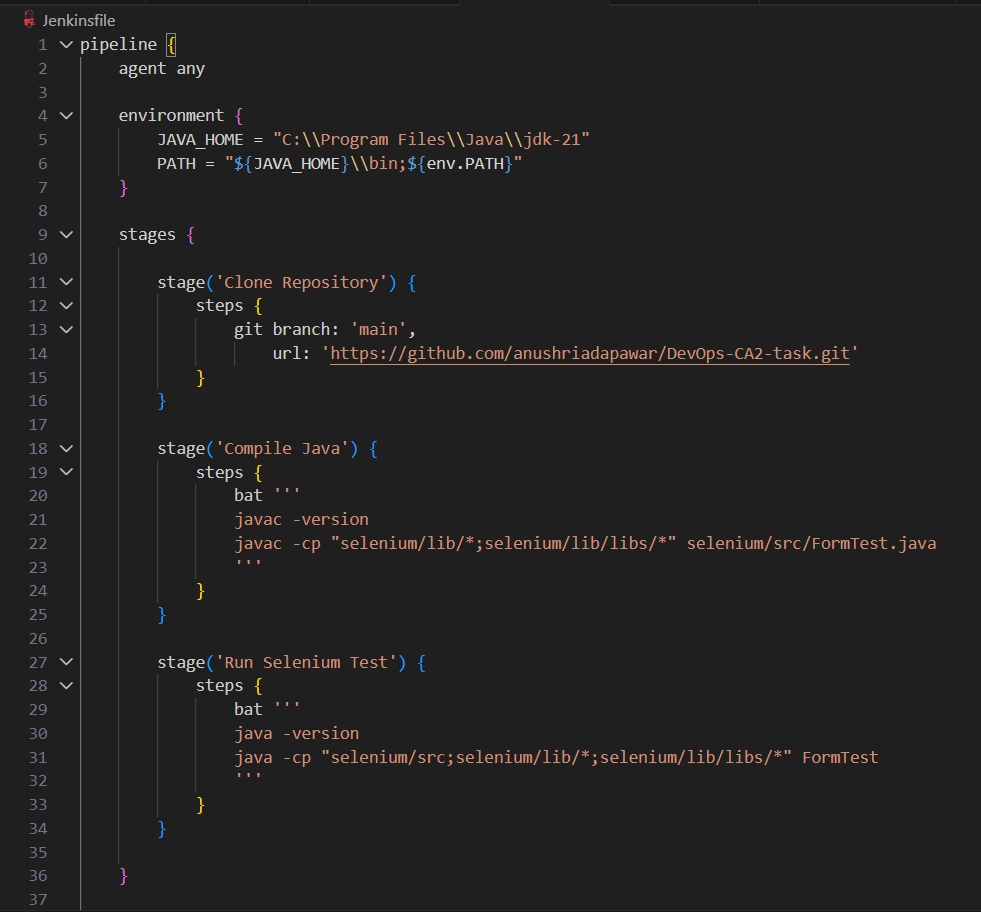 Jenkinsfile
1 pipeline {
2     agent any
3
4     environment {
5         JAVA_HOME = "C:\\Program Files\\Java\\jdk-21"
6         PATH = "${JAVA_HOME}\\bin;${env.PATH}"
7     }
8
9     stages {
10
11         stage('Clone Repository') {
12             steps {
13                 git branch: 'main',
14                     url: 'https://github.com/anushriadapawar/DevOps-CA2-task.git'
15             }
16         }
17
18         stage('Compile Java') {
19             steps {
20                 bat '''
21                 javac -version
22                 javac -cp "selenium/lib/*;selenium/lib/libs/*" selenium/src/FormTest.java
23                 '''
24             }
25         }
26
27         stage('Run Selenium Test') {
28             steps {
29                 bat '''
30                 java -version
31                 java -cp "selenium/src;selenium/lib/*;selenium/lib/libs/*" FormTest
32                 '''
33             }
34         }
35
36     }
37